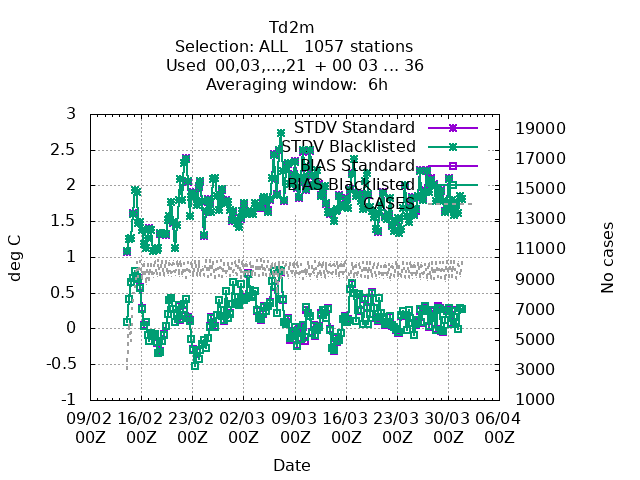 Td2m
Selection: ALL   1057 stations
Used  00,03,...,21  + 00 03 ... 36
Averaging window:  6h
STDV Standard
STDV Blacklisted
BIAS Standard
BIAS Blacklisted
CASES
deg C
3
2.5
2
1.5
1
0.5
0
-0.5
-1
No cases
19000
17000
15000
13000
11000
9000
7000
5000
3000
1000
09/02 16/02 23/02 02/03 09/03 16/03 23/03 30/03 06/04
00Z 00Z 00Z 00Z 00Z 00Z 00Z 00Z 00Z
Date